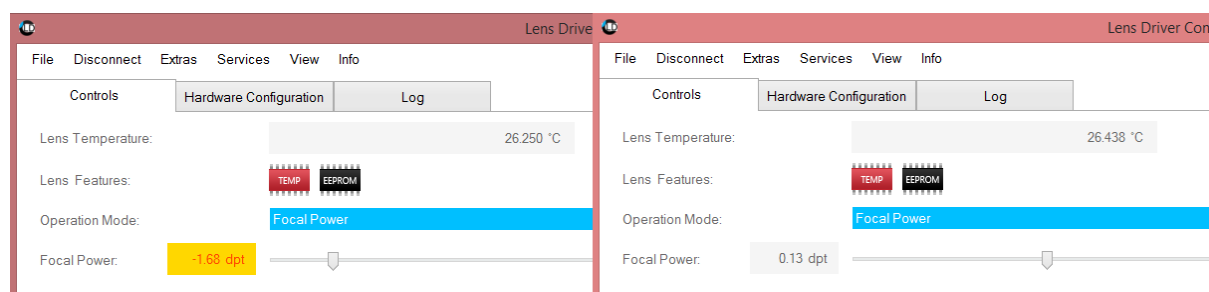 Lens Drive
File Disconnect Extras Services View Info
Controls Hardware Configuration Log
Lens Temperature: 26.250 °C
Lens Features: TEMP EEPROM
Operation Mode: Focal Power
Focal Power: -1.68 dpt
Lens Driver Con
File Disconnect Extras Services View Info
Controls Hardware Configuration Log
Lens Temperature: 26.438 °C
Lens Features: TEMP EEPROM
Operation Mode: Focal Power
Focal Power: 0.13 dpt